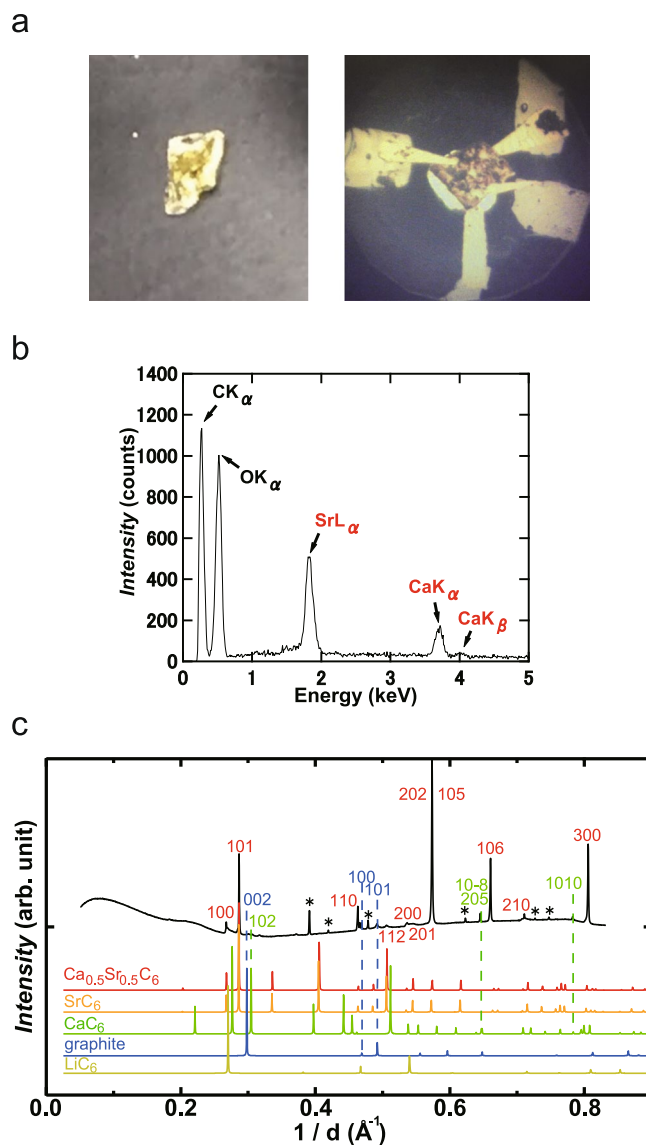 a
b
1400
1200
1000
800
600
400
200
0
Intensity (counts)
CKα
OKα
SrLα
CaKα
CaKβ
0 1 2 3 4 5
Energy (keV)
c
Intensity (arb. unit)
202 105
300
101
106
100
002
102
*
*
110
100
101
*
112
200
201
10-8
205
*
210
*
*
1010
Ca0.5Sr0.5C6
SrC6
CaC6
graphite
LiC6
0.0 0.2 0.4 0.6 0.8
1 / d (Å-1)